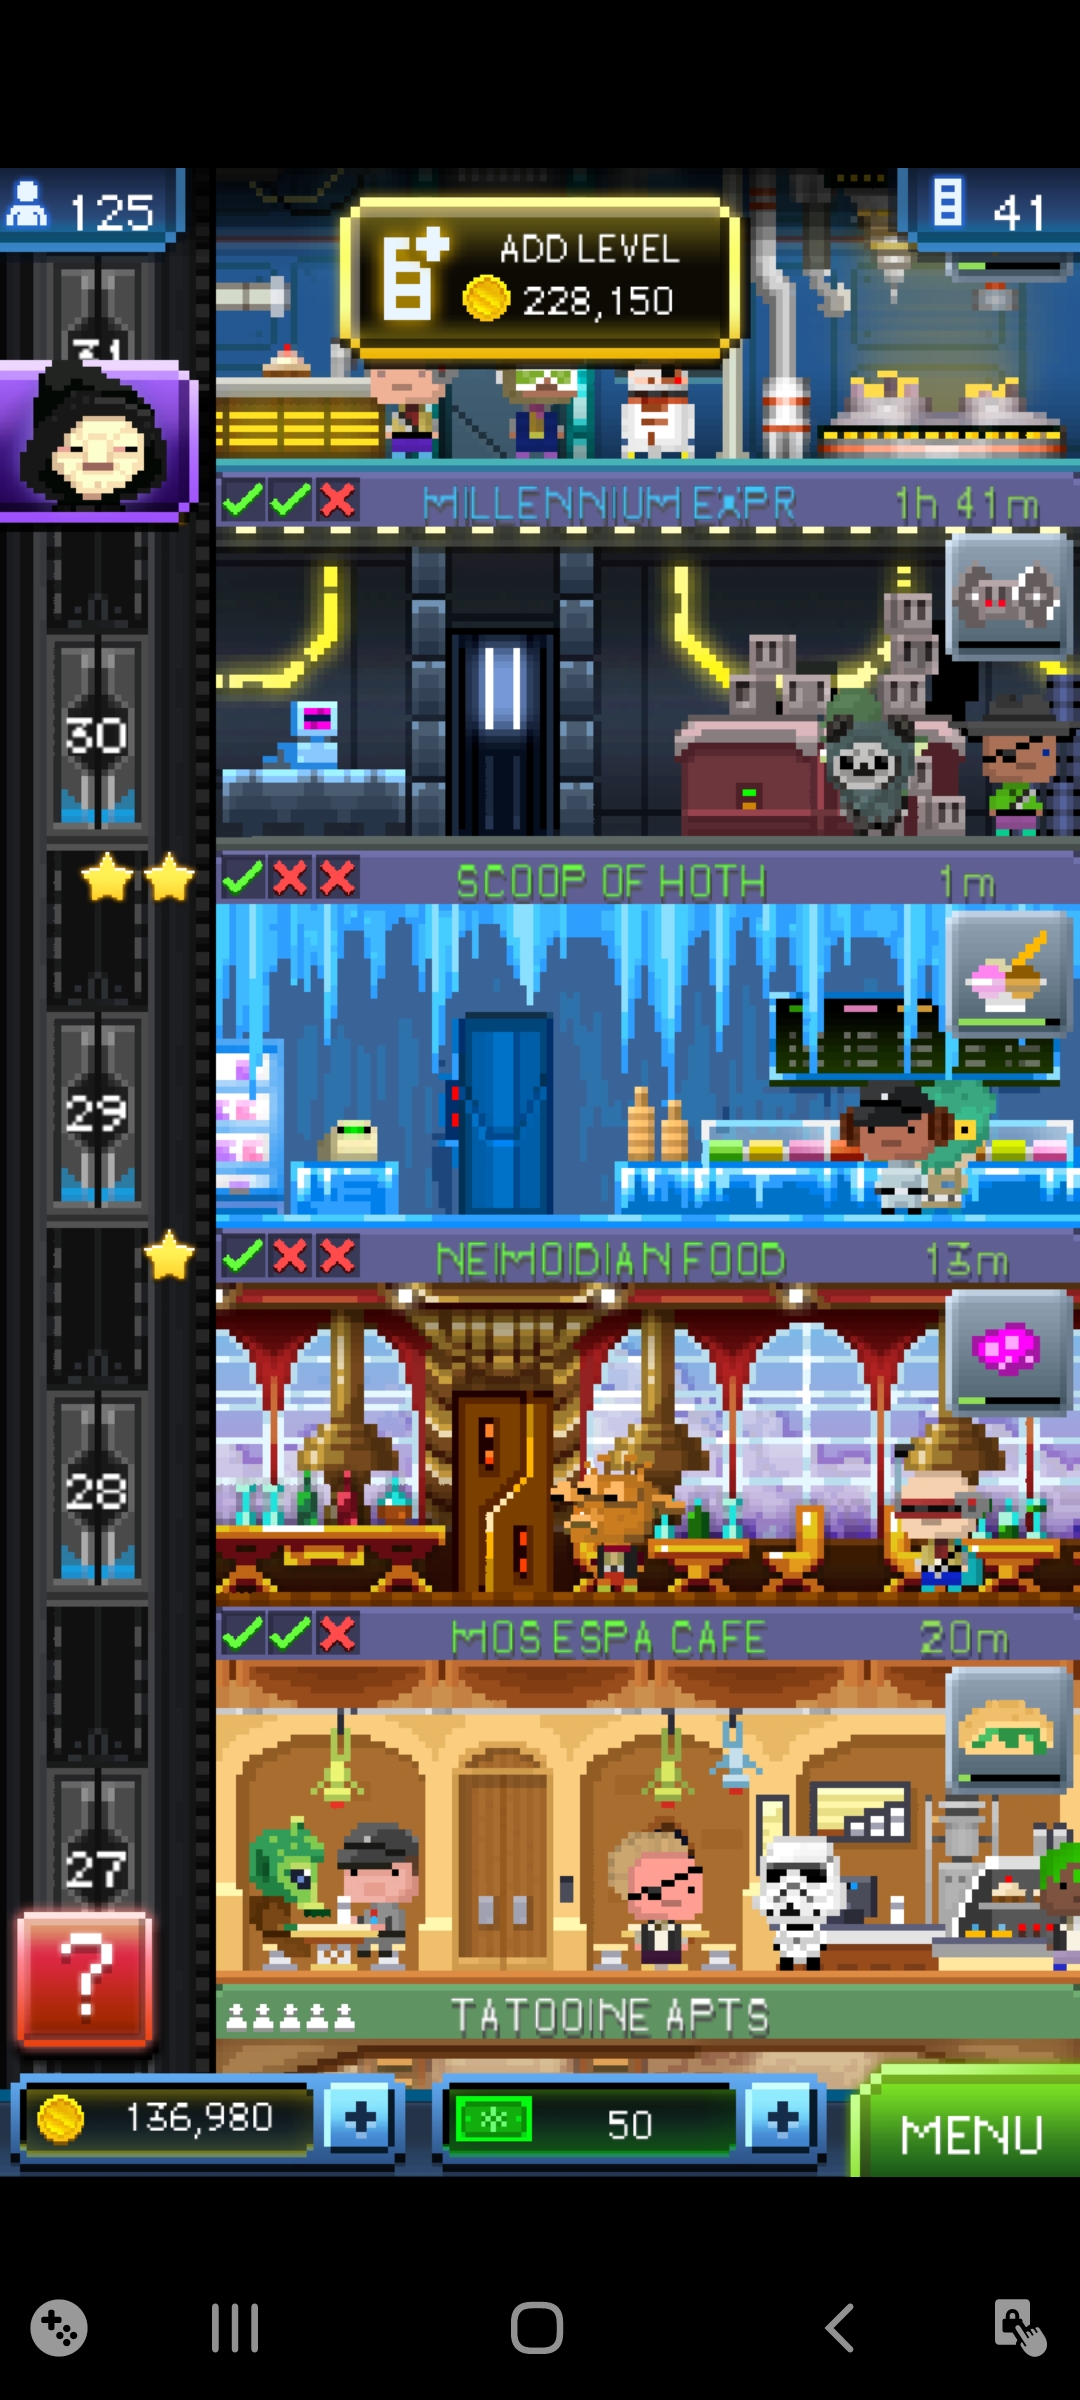 125
41
ADD LEVEL
228,150
31
MILLENNIUM EXPR 1h 41m
30
SCOOP OF HOTH 1m
29
NEIMOIDIAN FOOD 13m
28
MOS ESPA CAFE 20m
27
?
TATOOINE APTS
136,980 +
50 +
MENU